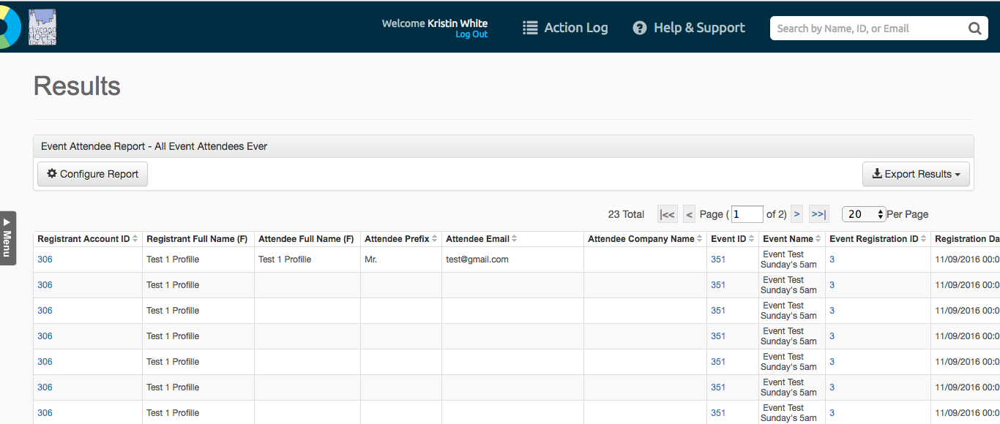 chicago
HOPES
for kids
Welcome Kristin White
Log Out
Action Log
Help & Support
Search by Name, ID, or Email
Results
Event Attendee Report - All Event Attendees Ever
Configure Report
Export Results
23 Total |<< < Page ( 1 of 2) > >>| 20 Per Page
Menu
Registrant Account ID Registrant Full Name (F) Attendee Full Name (F) Attendee Prefix Attendee Email Attendee Company Name Event ID Event Name Event Registration ID Registration Da
306 Test 1 Profille Test 1 Profille Mr. test@gmail.com 351 Event Test Sunday's 5am 3 11/09/2016 00:0
306 Test 1 Profille 351 Event Test Sunday's 5am 3 11/09/2016 00:0
306 Test 1 Profille 351 Event Test Sunday's 5am 3 11/09/2016 00:0
306 Test 1 Profille 351 Event Test Sunday's 5am 3 11/09/2016 00:0
306 Test 1 Profille 351 Event Test Sunday's 5am 3 11/09/2016 00:0
306 Test 1 Profille 351 Event Test Sunday's 5am 3 11/09/2016 00:0
306 Test 1 Profille 351 Event Test Sunday's 5am 3 11/09/2016 00:0